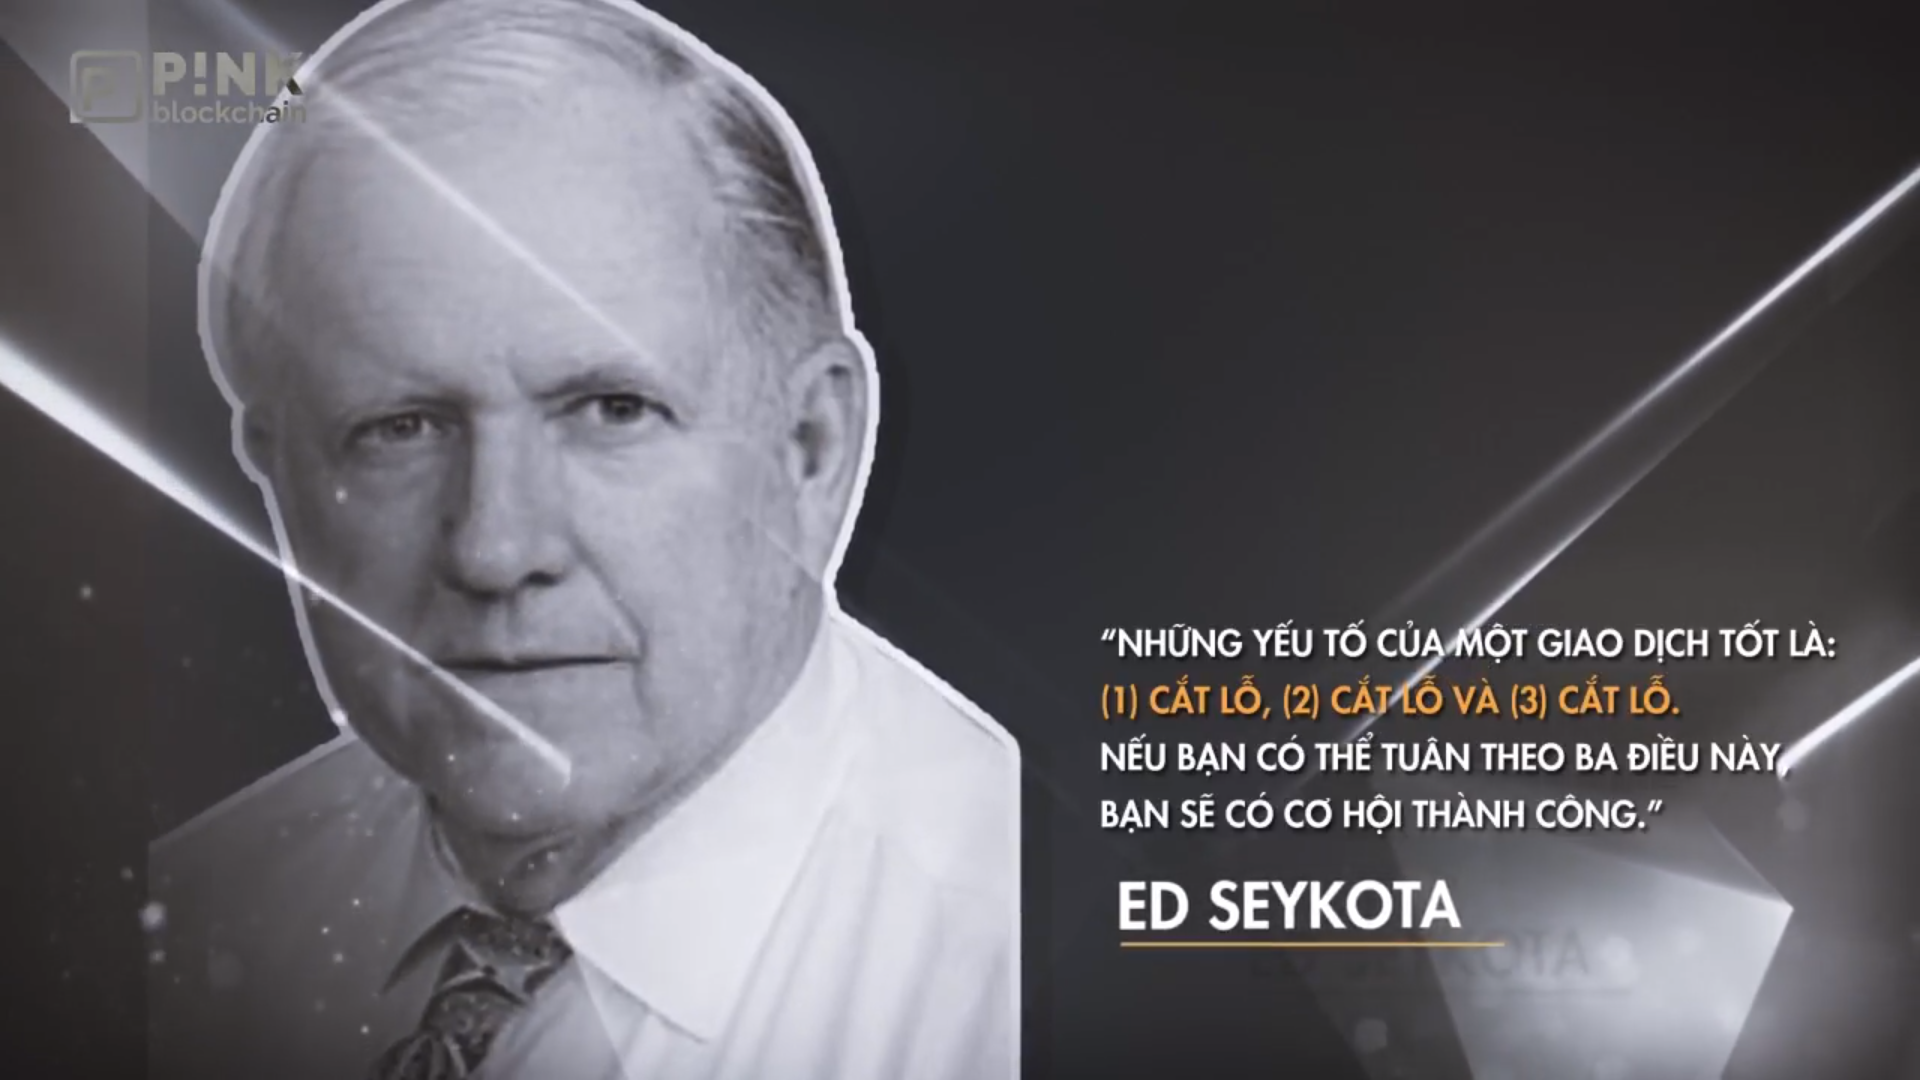 P!NK
blockchain
“NHỮNG YẾU TỐ CỦA MỘT GIAO DỊCH TỐT LÀ:
(1) CẮT LỖ, (2) CẮT LỖ VÀ (3) CẮT LỖ.
NẾU BẠN CÓ THỂ TUÂN THEO BA ĐIỀU NÀY,
BẠN SẼ CÓ CƠ HỘI THÀNH CÔNG.”
ED SEYKOTA